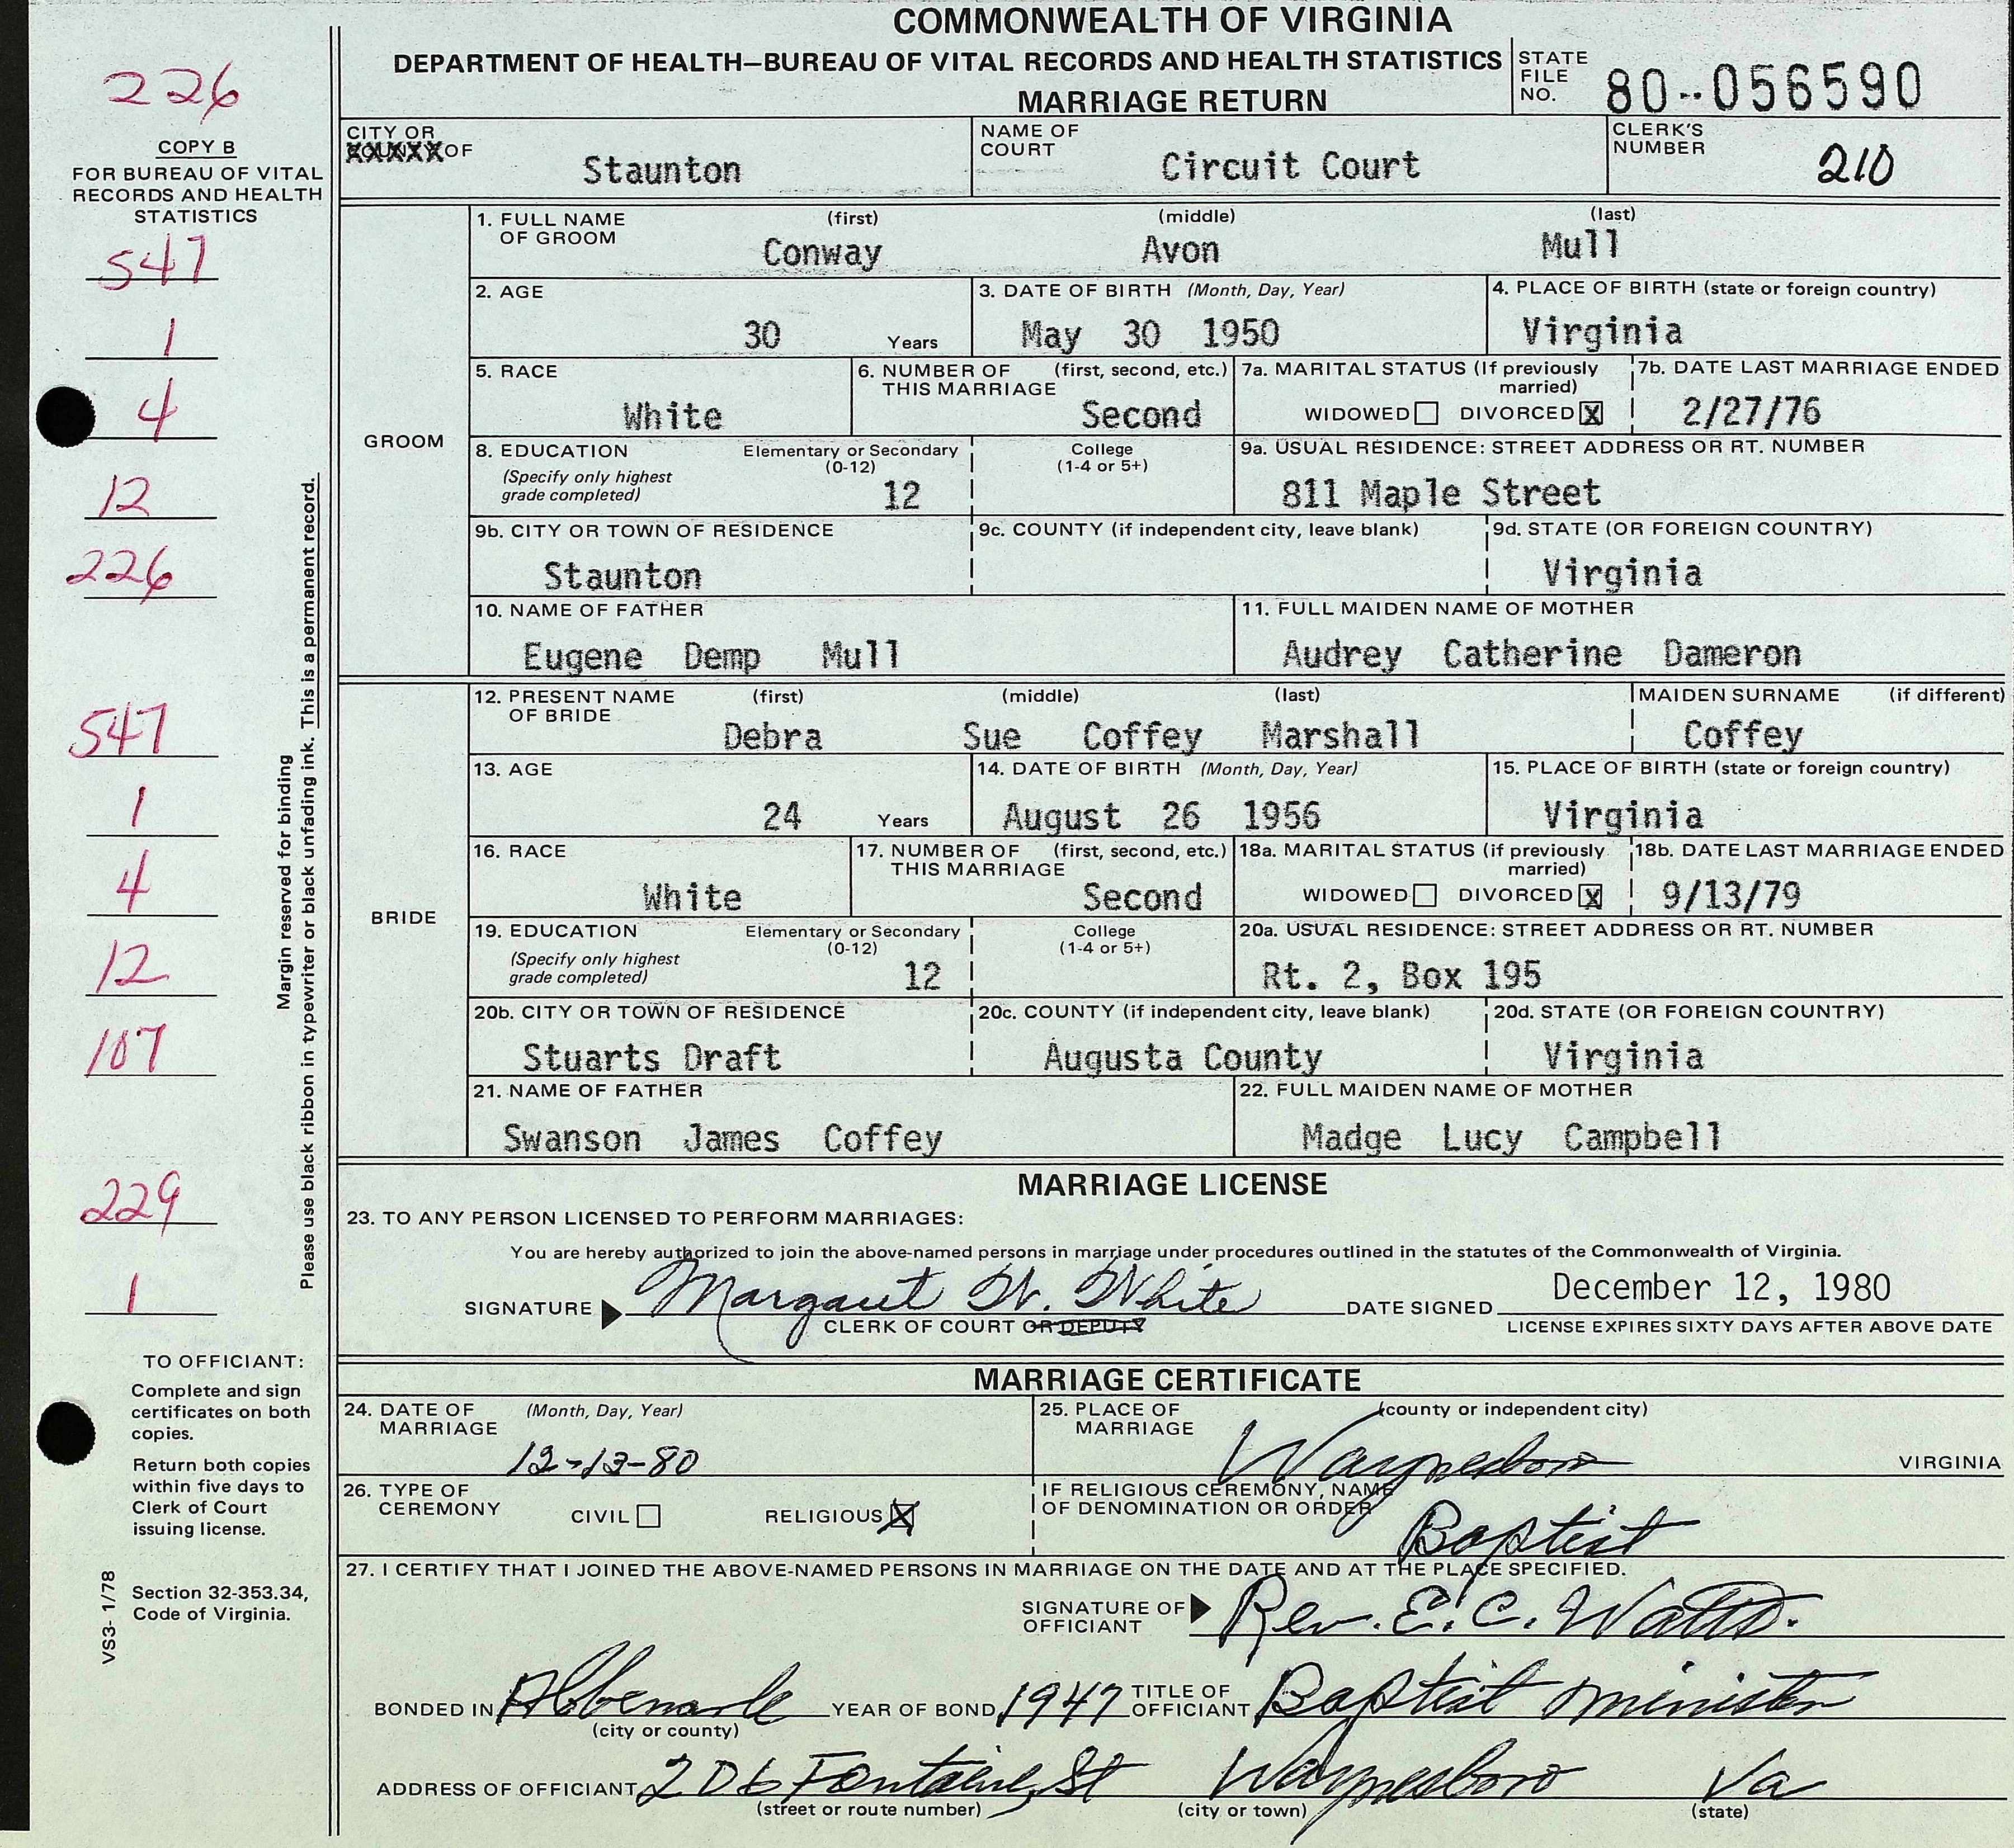 COMMONWEALTH OF VIRGINIA
DEPARTMENT OF HEALTH—BUREAU OF VITAL RECORDS AND HEALTH STATISTICS
MARRIAGE RETURN
STATE FILE NO. 80--056590
226
COPY B
FOR BUREAU OF VITAL
RECORDS AND HEALTH
STATISTICS
547
1
4
12
226
547
1
4
12
107
229
1
Margin reserved for binding
Please use black ribbon in typewriter or black unfading ink. This is a permanent record.
TO OFFICIANT:
Complete and sign
certificates on both
copies.
Return both copies
within five days to
Clerk of Court
issuing license.
Section 32-353.34,
Code of Virginia.
VS3- 1/78
CITY OR XXXXX OF Staunton
NAME OF COURT Circuit Court
CLERK'S NUMBER 210
GROOM
1. FULL NAME OF GROOM (first) (middle) (last)
Conway Avon Mull
2. AGE 30 Years
3. DATE OF BIRTH (Month, Day, Year) May 30 1950
4. PLACE OF BIRTH (state or foreign country) Virginia
5. RACE White
6. NUMBER OF THIS MARRIAGE (first, second, etc.) Second
7a. MARITAL STATUS (If previously married) WIDOWED DIVORCED X
7b. DATE LAST MARRIAGE ENDED 2/27/76
8. EDUCATION (Specify only highest grade completed) Elementary or Secondary (0-12) 12 College (1-4 or 5+)
9a. USUAL RESIDENCE: STREET ADDRESS OR RT. NUMBER 811 Maple Street
9b. CITY OR TOWN OF RESIDENCE Staunton
9c. COUNTY (if independent city, leave blank)
9d. STATE (OR FOREIGN COUNTRY) Virginia
10. NAME OF FATHER Eugene Demp Mull
11. FULL MAIDEN NAME OF MOTHER Audrey Catherine Dameron
BRIDE
12. PRESENT NAME OF BRIDE (first) (middle) (last)
Debra Sue Coffey Marshall
MAIDEN SURNAME (if different) Coffey
13. AGE 24 Years
14. DATE OF BIRTH (Month, Day, Year) August 26 1956
15. PLACE OF BIRTH (state or foreign country) Virginia
16. RACE White
17. NUMBER OF THIS MARRIAGE (first, second, etc.) Second
18a. MARITAL STATUS (if previously married) WIDOWED DIVORCED X
18b. DATE LAST MARRIAGE ENDED 9/13/79
19. EDUCATION (Specify only highest grade completed) Elementary or Secondary (0-12) 12 College (1-4 or 5+)
20a. USUAL RESIDENCE: STREET ADDRESS OR RT. NUMBER Rt. 2, Box 195
20b. CITY OR TOWN OF RESIDENCE Stuarts Draft
20c. COUNTY (if independent city, leave blank) Augusta County
20d. STATE (OR FOREIGN COUNTRY) Virginia
21. NAME OF FATHER Swanson James Coffey
22. FULL MAIDEN NAME OF MOTHER Madge Lucy Campbell
MARRIAGE LICENSE
23. TO ANY PERSON LICENSED TO PERFORM MARRIAGES:
You are hereby authorized to join the above-named persons in marriage under procedures outlined in the statutes of the Commonwealth of Virginia.
SIGNATURE Margaret W. White DATE SIGNED December 12, 1980
CLERK OF COURT OR DEPUTY LICENSE EXPIRES SIXTY DAYS AFTER ABOVE DATE
MARRIAGE CERTIFICATE
24. DATE OF MARRIAGE (Month, Day, Year) 12-13-80
25. PLACE OF MARRIAGE (county or independent city) Waynesboro VIRGINIA
26. TYPE OF CEREMONY CIVIL RELIGIOUS X
IF RELIGIOUS CEREMONY, NAME OF DENOMINATION OR ORDER Baptist
27. I CERTIFY THAT I JOINED THE ABOVE-NAMED PERSONS IN MARRIAGE ON THE DATE AND AT THE PLACE SPECIFIED.
SIGNATURE OF OFFICIANT Rev. E. C. Watts.
BONDED IN Albemarle YEAR OF BOND 1947 TITLE OF OFFICIANT Baptist Minister
(city or county)
ADDRESS OF OFFICIANT 206 Fontaine St Waynesboro Va
(street or route number) (city or town) (state)